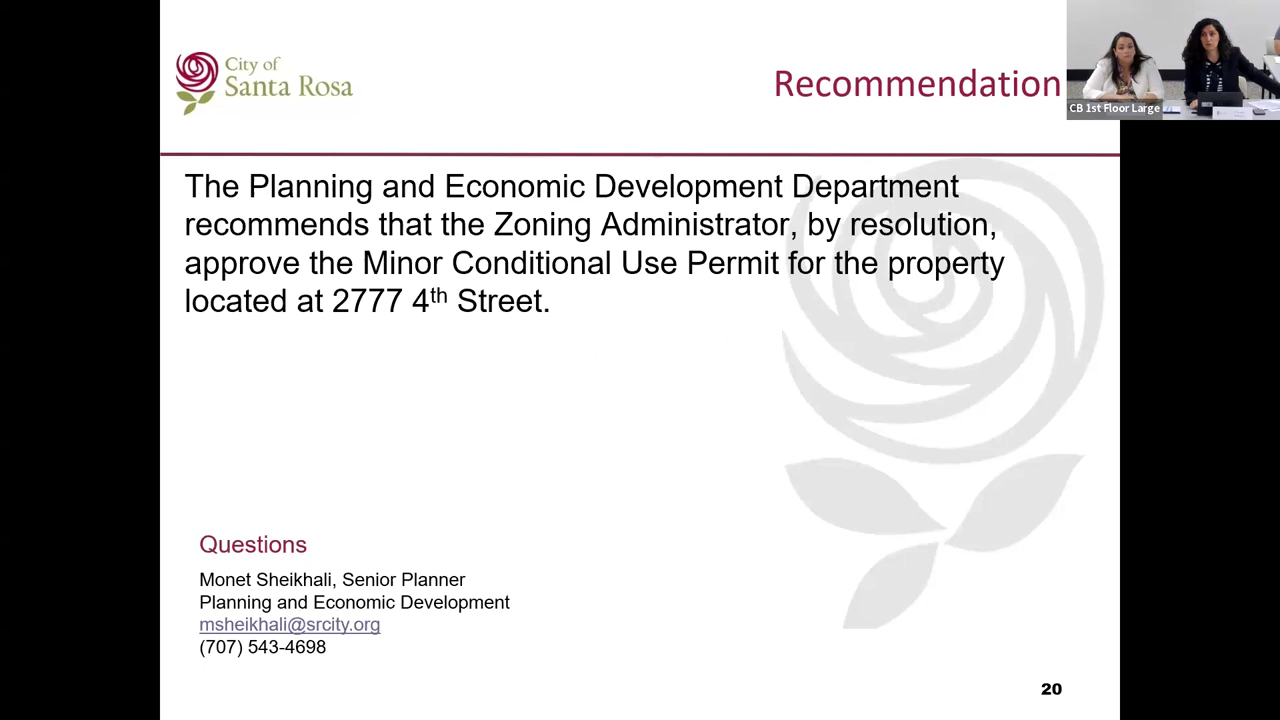 City of
Santa Rosa
Recommendation
CB 1st Floor Large
The Planning and Economic Development Department
recommends that the Zoning Administrator, by resolution,
approve the Minor Conditional Use Permit for the property
located at 2777 4th Street.
Questions
Monet Sheikhali, Senior Planner
Planning and Economic Development
msheikhali@srcity.org
(707) 543-4698
20